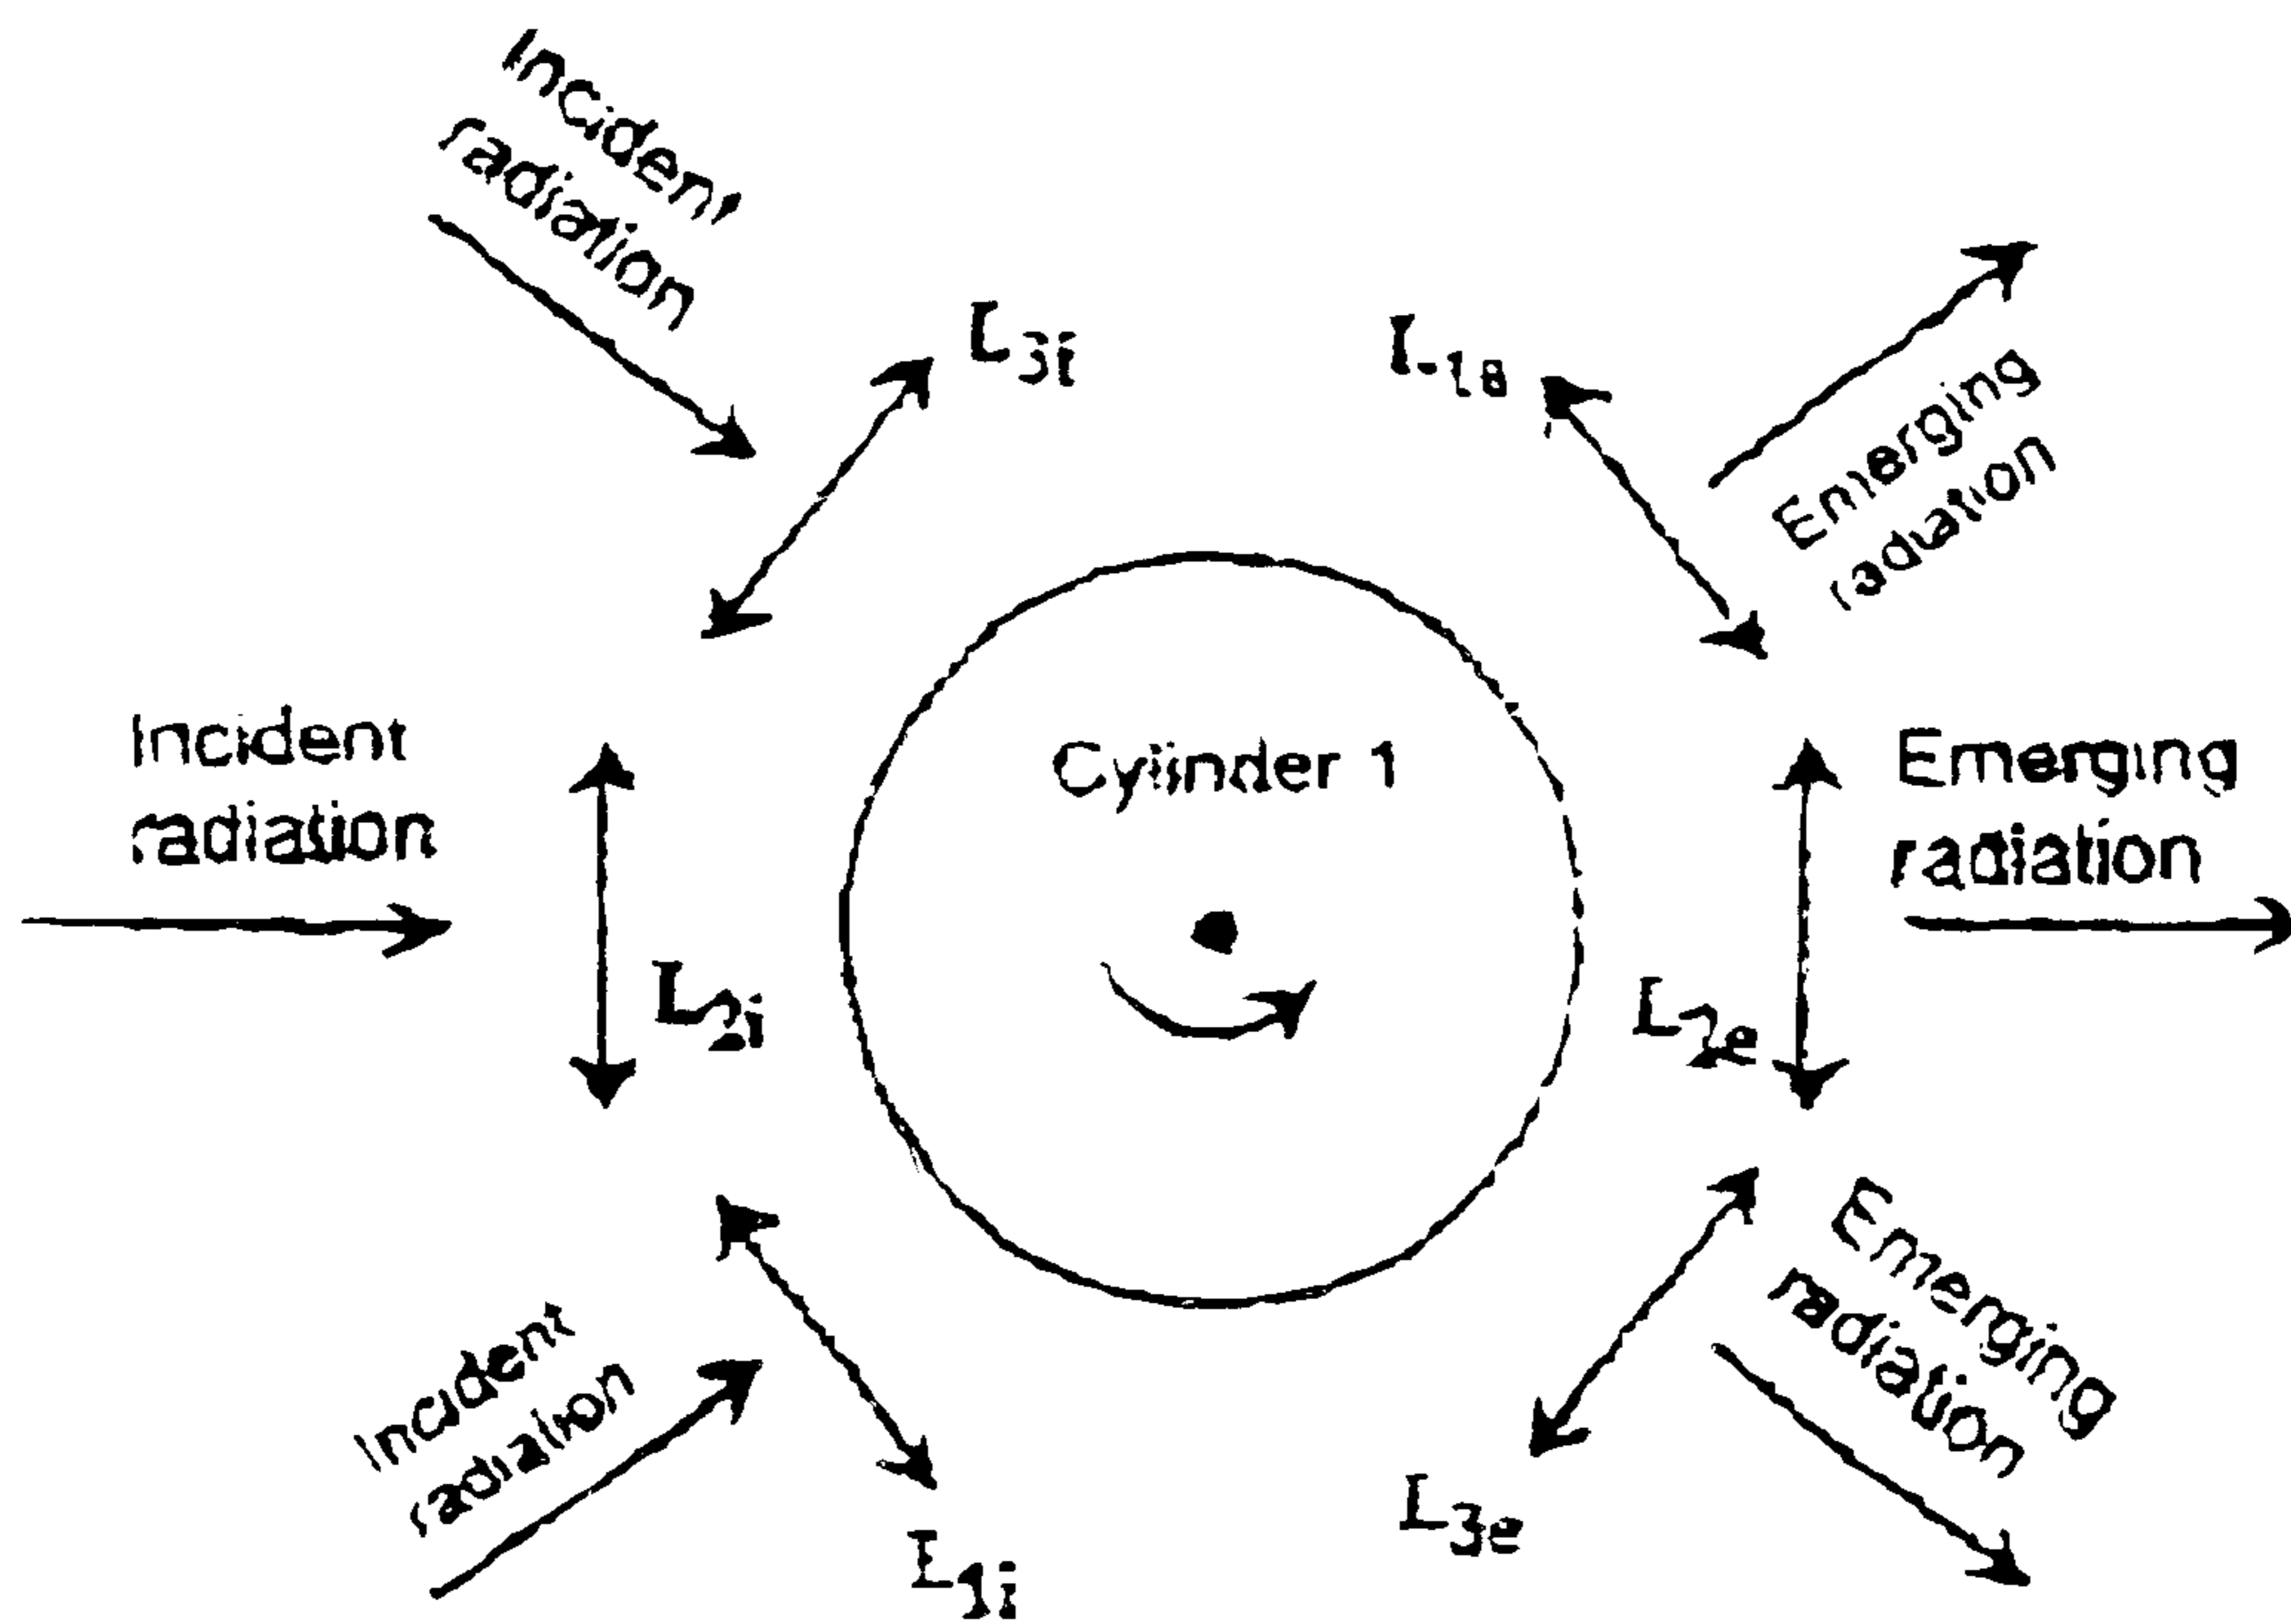 Incident
radiation
L3i
L1e
Emerging
radiation
Incident
radiation
Cylinder 1
Emerging
radiation
L2i
L2e
Incident
radiation
Emerging
radiation
L3e
L1i